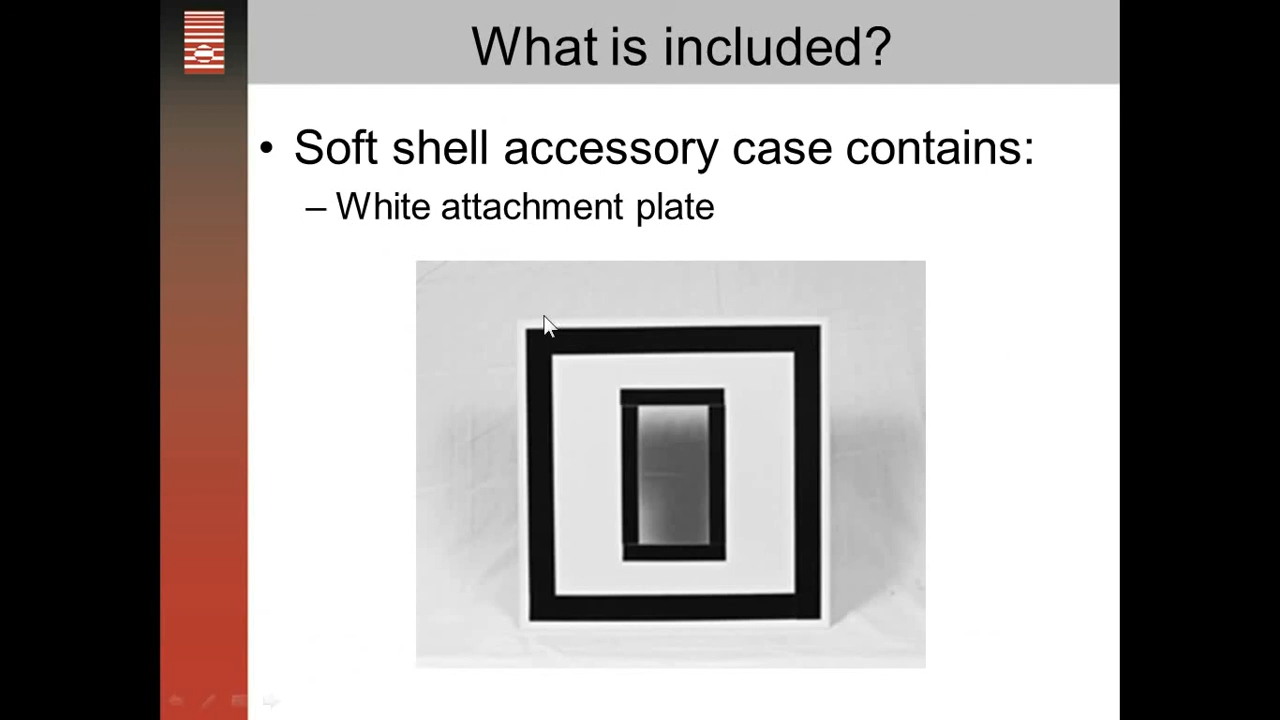 What is included?
• Soft shell accessory case contains:
– White attachment plate